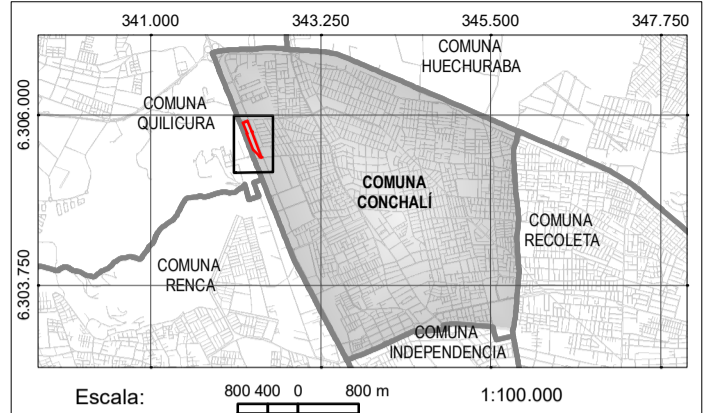 341.000 343.250 345.500 347.750
COMUNA
HUECHURABA
6.306.000
COMUNA
QUILICURA
COMUNA
CONCHALÍ
COMUNA
RECOLETA
6.303.750
COMUNA
RENCA
COMUNA
INDEPENDENCIA
Escala: 800 400 0 800 m 1:100.000